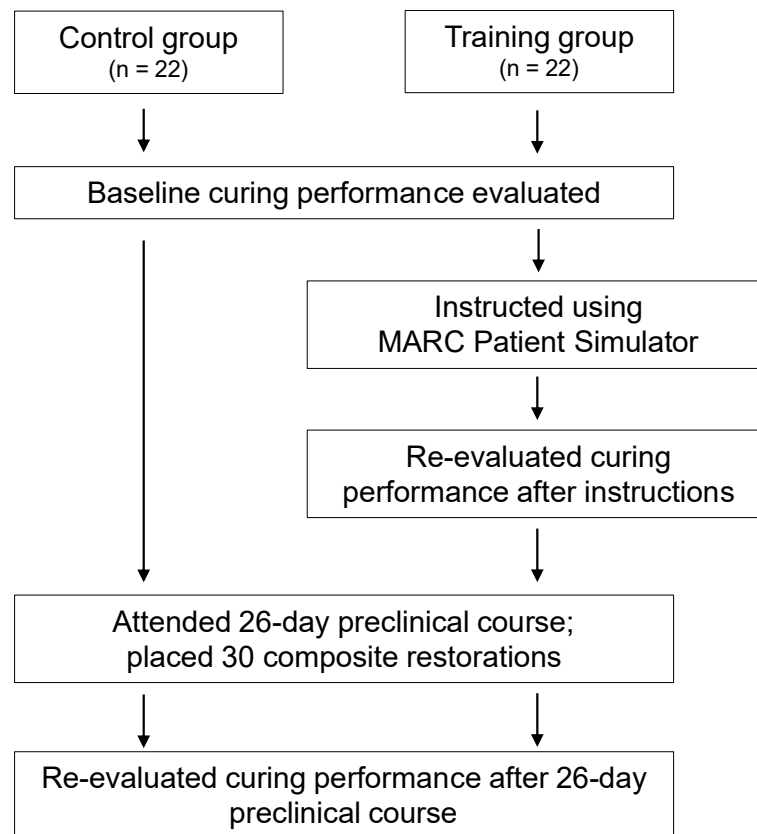 Control group
(n = 22)
Training group
(n = 22)
Baseline curing performance evaluated
Instructed using
MARC Patient Simulator
Re-evaluated curing
performance after instructions
Attended 26-day preclinical course;
placed 30 composite restorations
Re-evaluated curing performance after 26-day
preclinical course